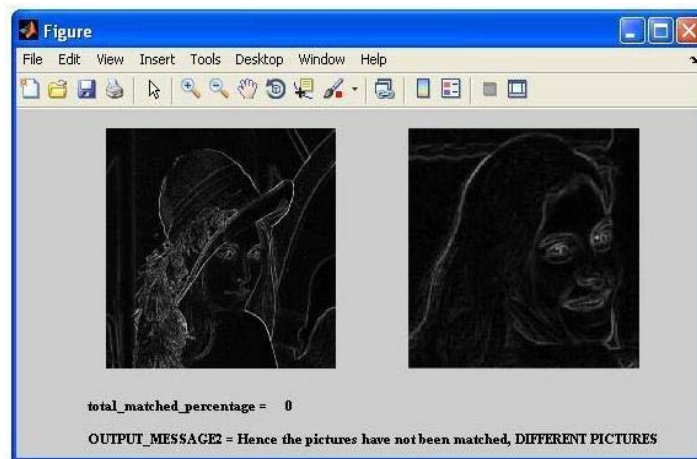 Figure
File Edit View Insert Tools Desktop Window Help
total_matched_percentage = 0
OUTPUT_MESSAGE2 = Hence the pictures have not been matched, DIFFERENT PICTURES